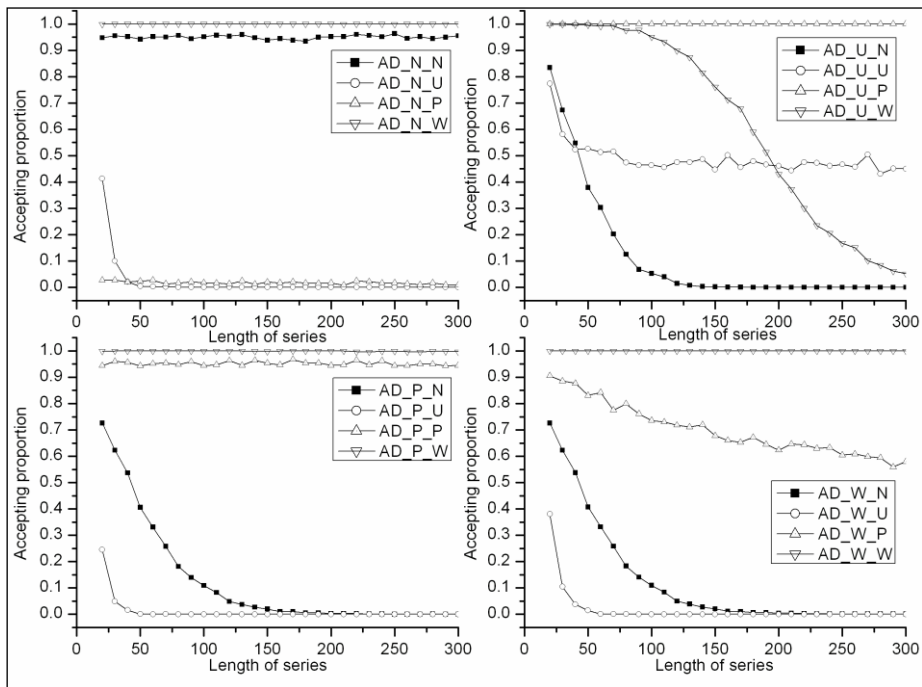 1.0
0.9
0.8
0.7
0.6
0.5
0.4
0.3
0.2
0.1
0.0
Accepting proportion
AD_N_N
AD_N_U
AD_N_P
AD_N_W
0 50 100 150 200 250 300
Length of series
1.0
0.9
0.8
0.7
0.6
0.5
0.4
0.3
0.2
0.1
0.0
Accepting proportion
AD_U_N
AD_U_U
AD_U_P
AD_U_W
0 50 100 150 200 250 300
Length of series
1.0
0.9
0.8
0.7
0.6
0.5
0.4
0.3
0.2
0.1
0.0
Accepting proportion
AD_P_N
AD_P_U
AD_P_P
AD_P_W
0 50 100 150 200 250 300
Length of series
1.0
0.9
0.8
0.7
0.6
0.5
0.4
0.3
0.2
0.1
0.0
Accepting proportion
AD_W_N
AD_W_U
AD_W_P
AD_W_W
0 50 100 150 200 250 300
Length of series